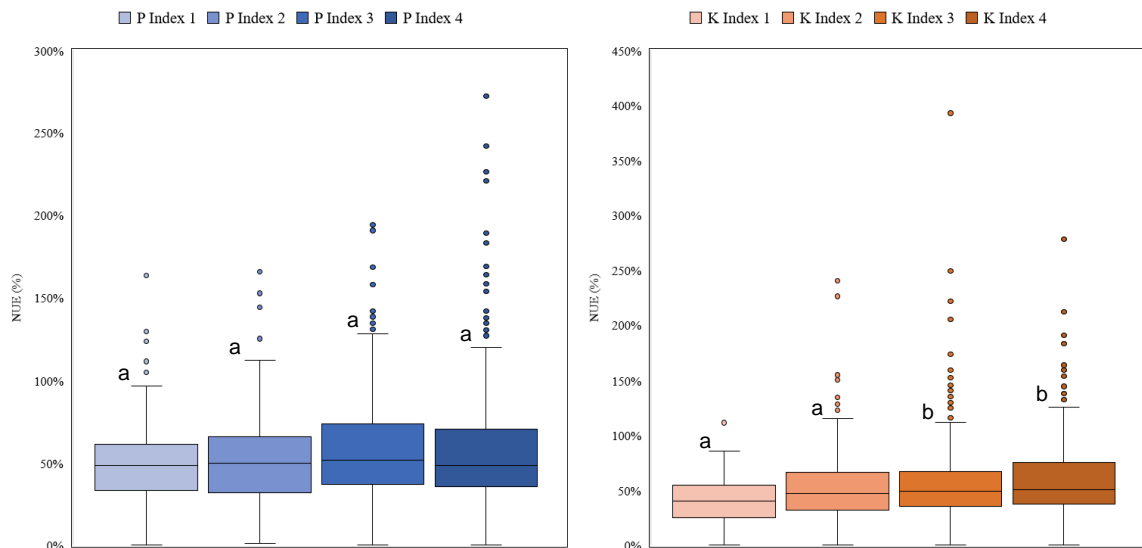 P Index 1 P Index 2 P Index 3 P Index 4
300%
250%
200%
150%
100%
50%
0%
NUE (%)
a
a
a
a
K Index 1 K Index 2 K Index 3 K Index 4
450%
400%
350%
300%
250%
200%
150%
100%
50%
0%
NUE (%)
a
a
b
b